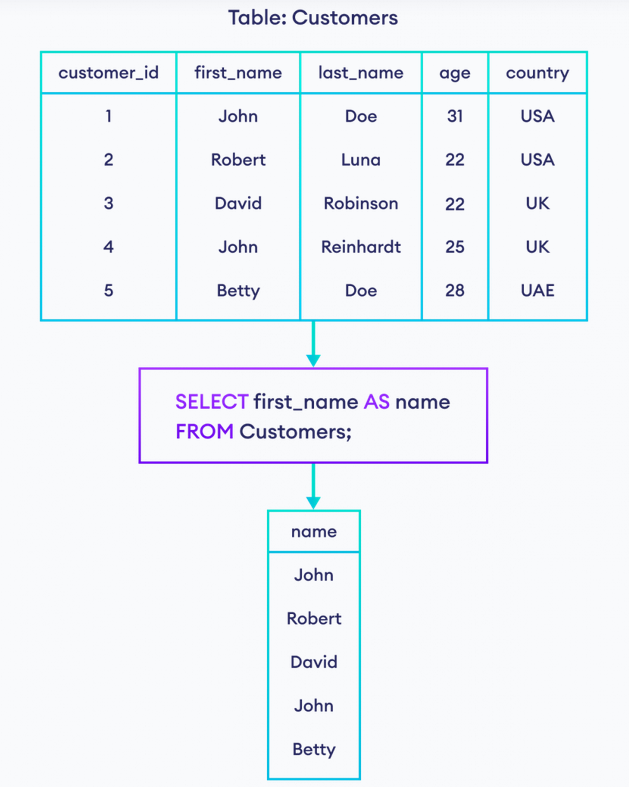 Table: Customers
customer_id first_name last_name age country
1 John Doe 31 USA
2 Robert Luna 22 USA
3 David Robinson 22 UK
4 John Reinhardt 25 UK
5 Betty Doe 28 UAE
SELECT first_name AS name
FROM Customers;
name
John
Robert
David
John
Betty